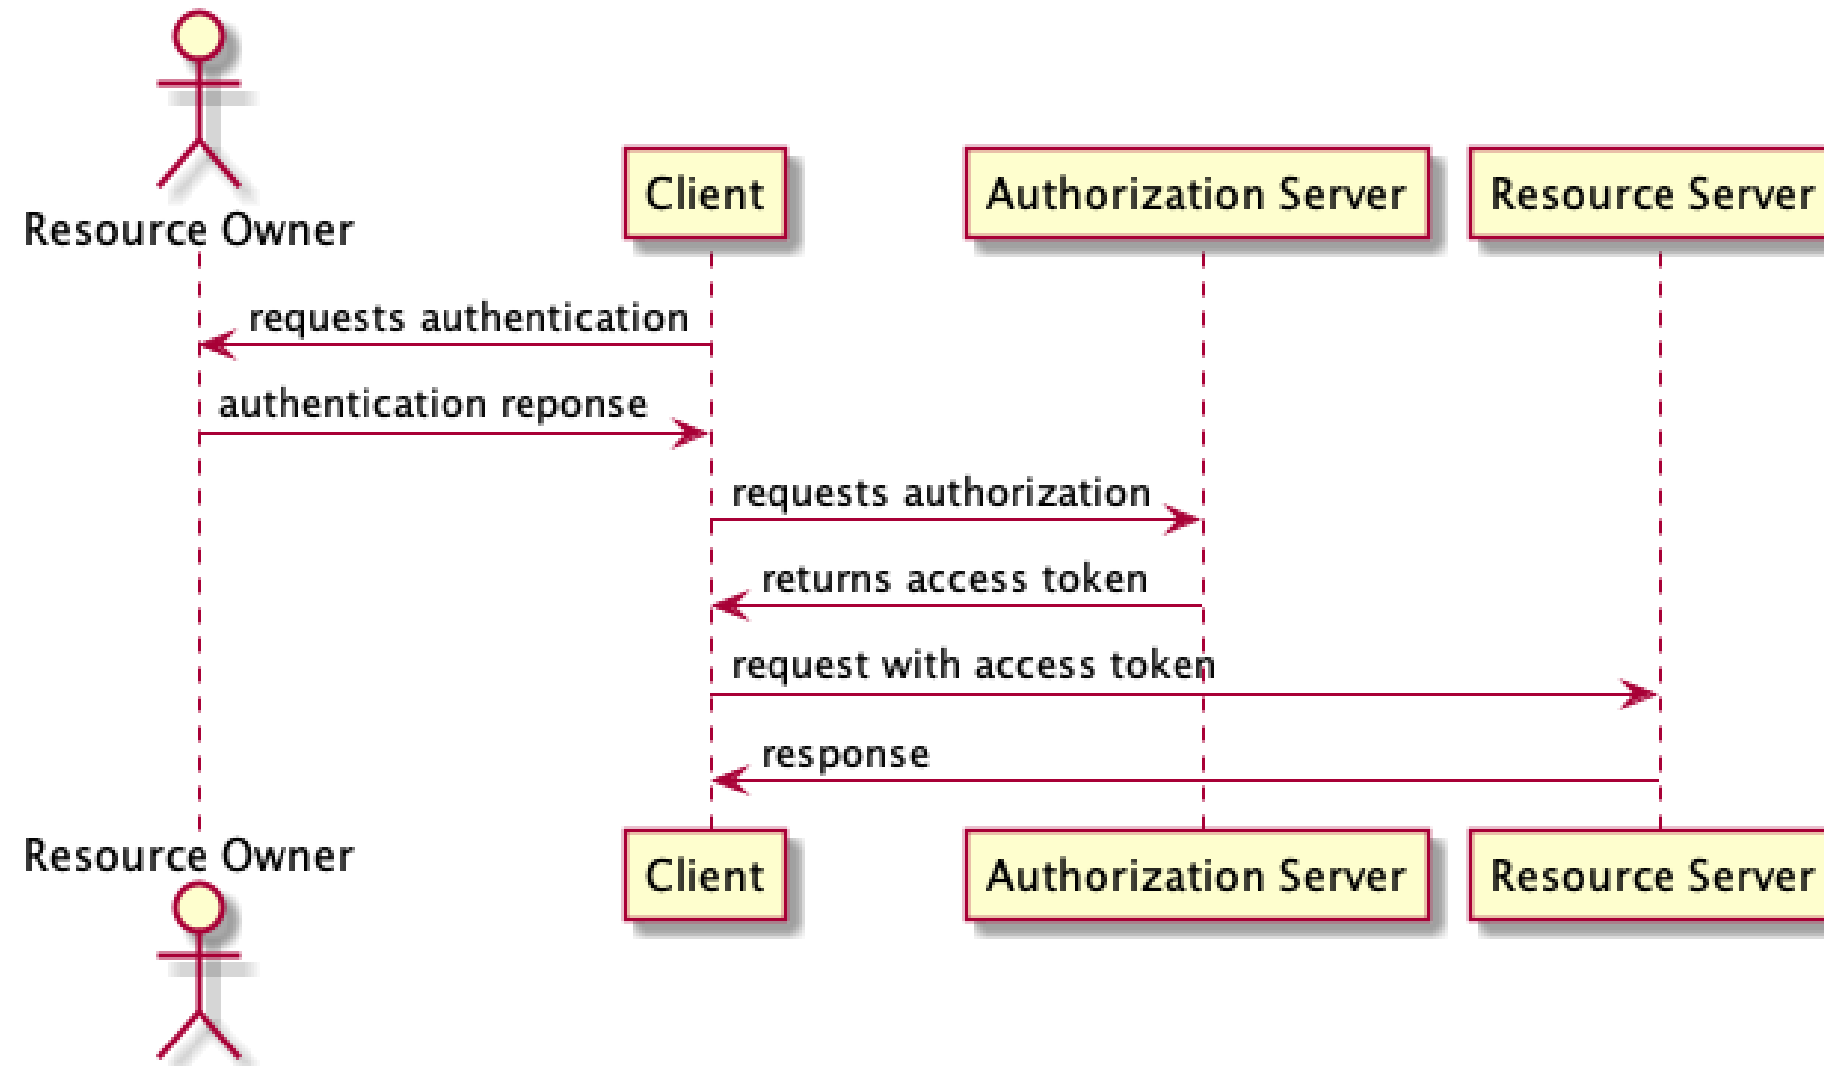 Resource Owner
Client
Authorization Server
Resource Server
requests authentication
authentication reponse
requests authorization
returns access token
request with access token
response
Resource Owner
Client
Authorization Server
Resource Server